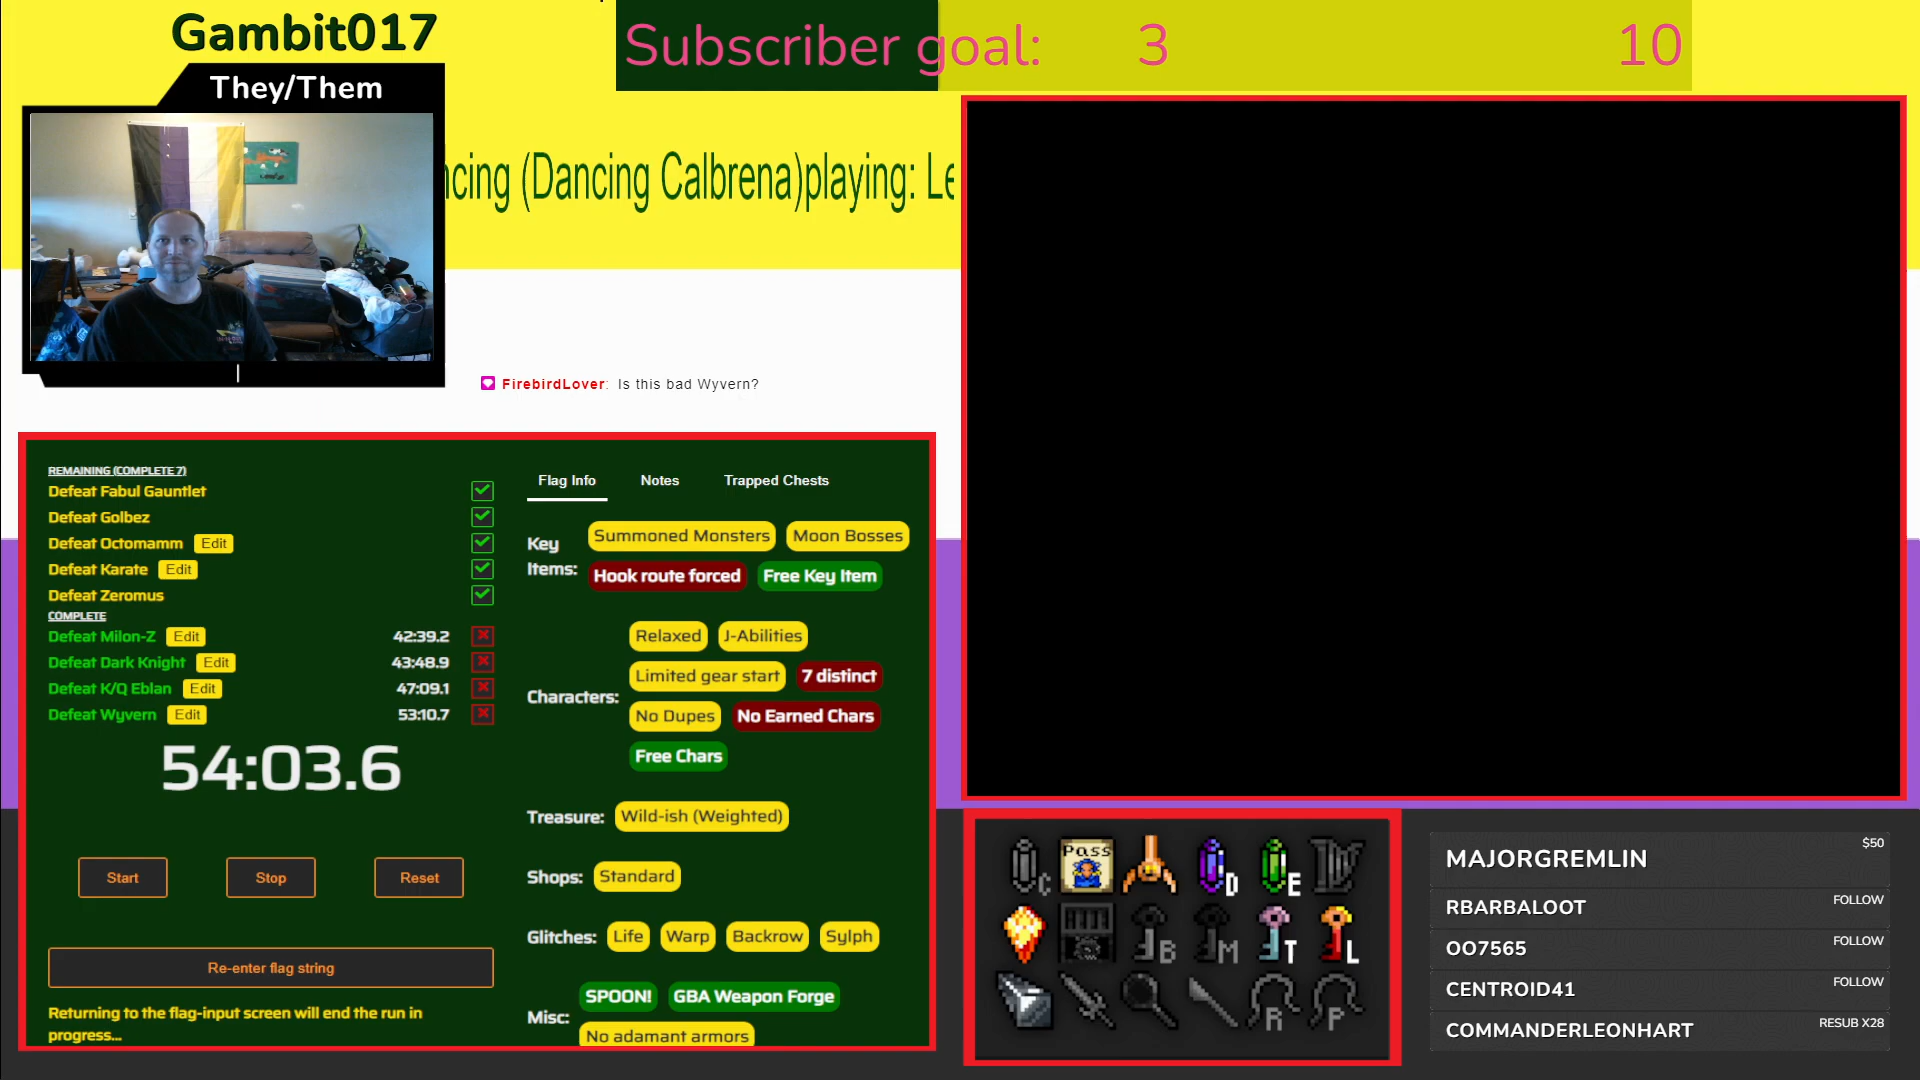 Gambit017
They/Them
Subscriber goal: 3 10
ncing (Dancing Calbrena)playing: Le
FirebirdLover: Is this bad Wyvern?
REMAINING (COMPLETE 7)
Defeat Fabul Gauntlet
Defeat Golbez
Defeat Octomamm Edit
Defeat Karate Edit
Defeat Zeromus
COMPLETE
Defeat Milon-Z Edit 42:39.2
Defeat Dark Knight Edit 43:48.9
Defeat K/Q Eblan Edit 47:09.1
Defeat Wyvern Edit 53:10.7
54:03.6
Start Stop Reset
Re-enter flag string
Returning to the flag-input screen will end the run in
progress...
Flag Info Notes Trapped Chests
Key Items: Summoned Monsters Moon Bosses
Hook route forced Free Key Item
Characters: Relaxed J-Abilities
Limited gear start 7 distinct
No Dupes No Earned Chars
Free Chars
Treasure: Wild-ish (Weighted)
Shops: Standard
Glitches: Life Warp Backrow Sylph
Misc: SPOON! GBA Weapon Forge
No adamant armors
C Pass D E
B M T L
R P
MAJORGREMLIN $50
RBARBALOOT FOLLOW
OO7565 FOLLOW
CENTROID41 FOLLOW
COMMANDERLEONHART RESUB X28